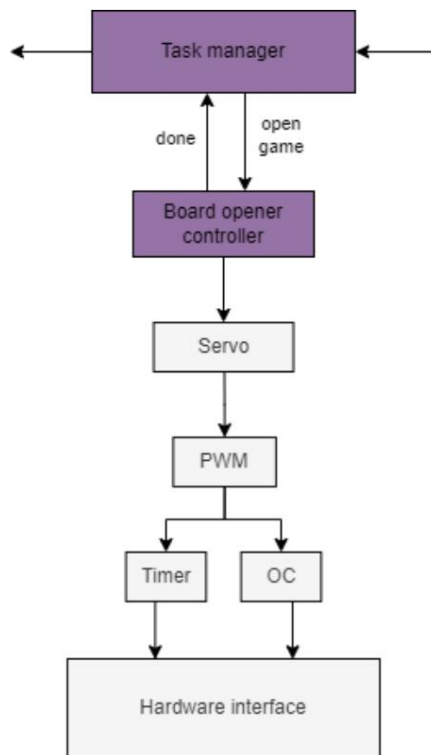 Task manager
done
open
game
Board opener
controller
Servo
PWM
Timer
OC
Hardware interface